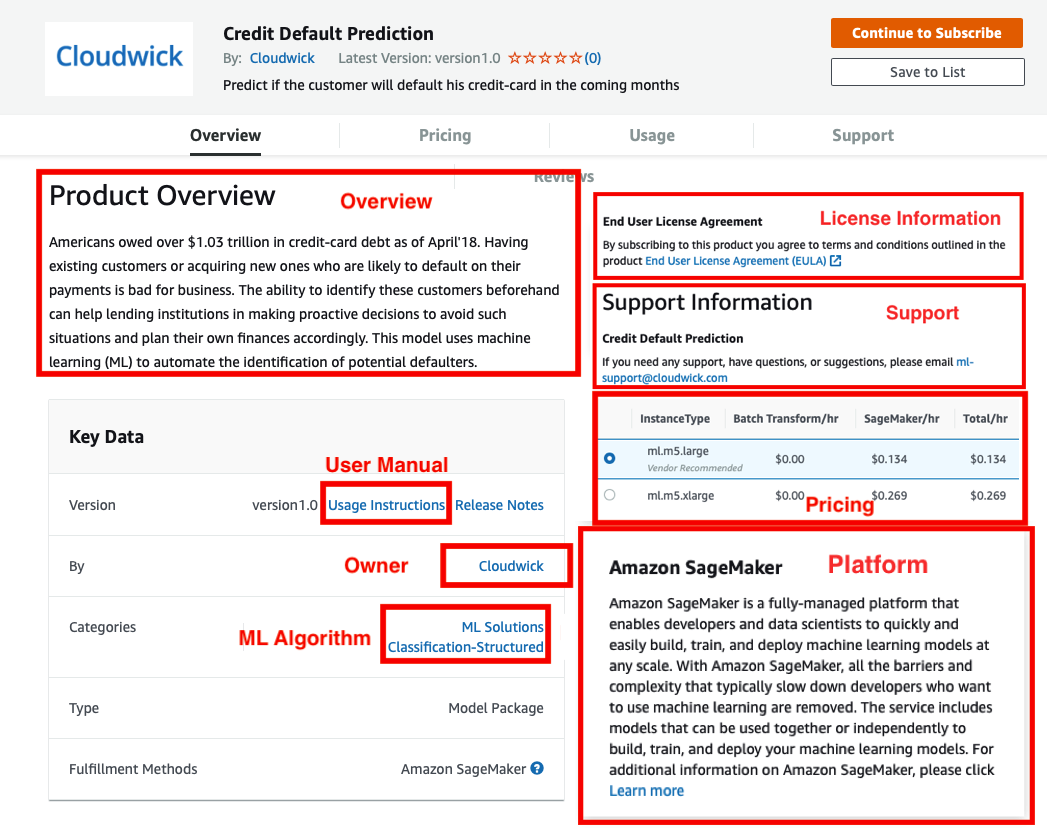 Cloudwick
Credit Default Prediction
By: Cloudwick Latest Version: version1.0 (0)
Predict if the customer will default his credit-card in the coming months
Continue to Subscribe
Save to List
Overview Pricing Usage Support
Reviews
Product Overview
Overview
Americans owed over $1.03 trillion in credit-card debt as of April'18. Having
existing customers or acquiring new ones who are likely to default on their
payments is bad for business. The ability to identify these customers beforehand
can help lending institutions in making proactive decisions to avoid such
situations and plan their own finances accordingly. This model uses machine
learning (ML) to automate the identification of potential defaulters.
Key Data
User Manual
Version version1.0 Usage Instructions Release Notes
By Owner Cloudwick
Categories ML Algorithm ML Solutions
Classification-Structured
Type Model Package
Fulfillment Methods Amazon SageMaker ?
End User License Agreement License Information
By subscribing to this product you agree to terms and conditions outlined in the
product End User License Agreement (EULA)
Support Information
Support
Credit Default Prediction
If you need any support, have questions, or suggestions, please email ml-
support@cloudwick.com
InstanceType Batch Transform/hr SageMaker/hr Total/hr
ml.m5.large $0.00 $0.134 $0.134
Vendor Recommended
ml.m5.xlarge $0.00 $0.269 $0.269
Pricing
Amazon SageMaker Platform
Amazon SageMaker is a fully-managed platform that
enables developers and data scientists to quickly and
easily build, train, and deploy machine learning models at
any scale. With Amazon SageMaker, all the barriers and
complexity that typically slow down developers who want
to use machine learning are removed. The service includes
models that can be used together or independently to
build, train, and deploy your machine learning models. For
additional information on Amazon SageMaker, please click
Learn more